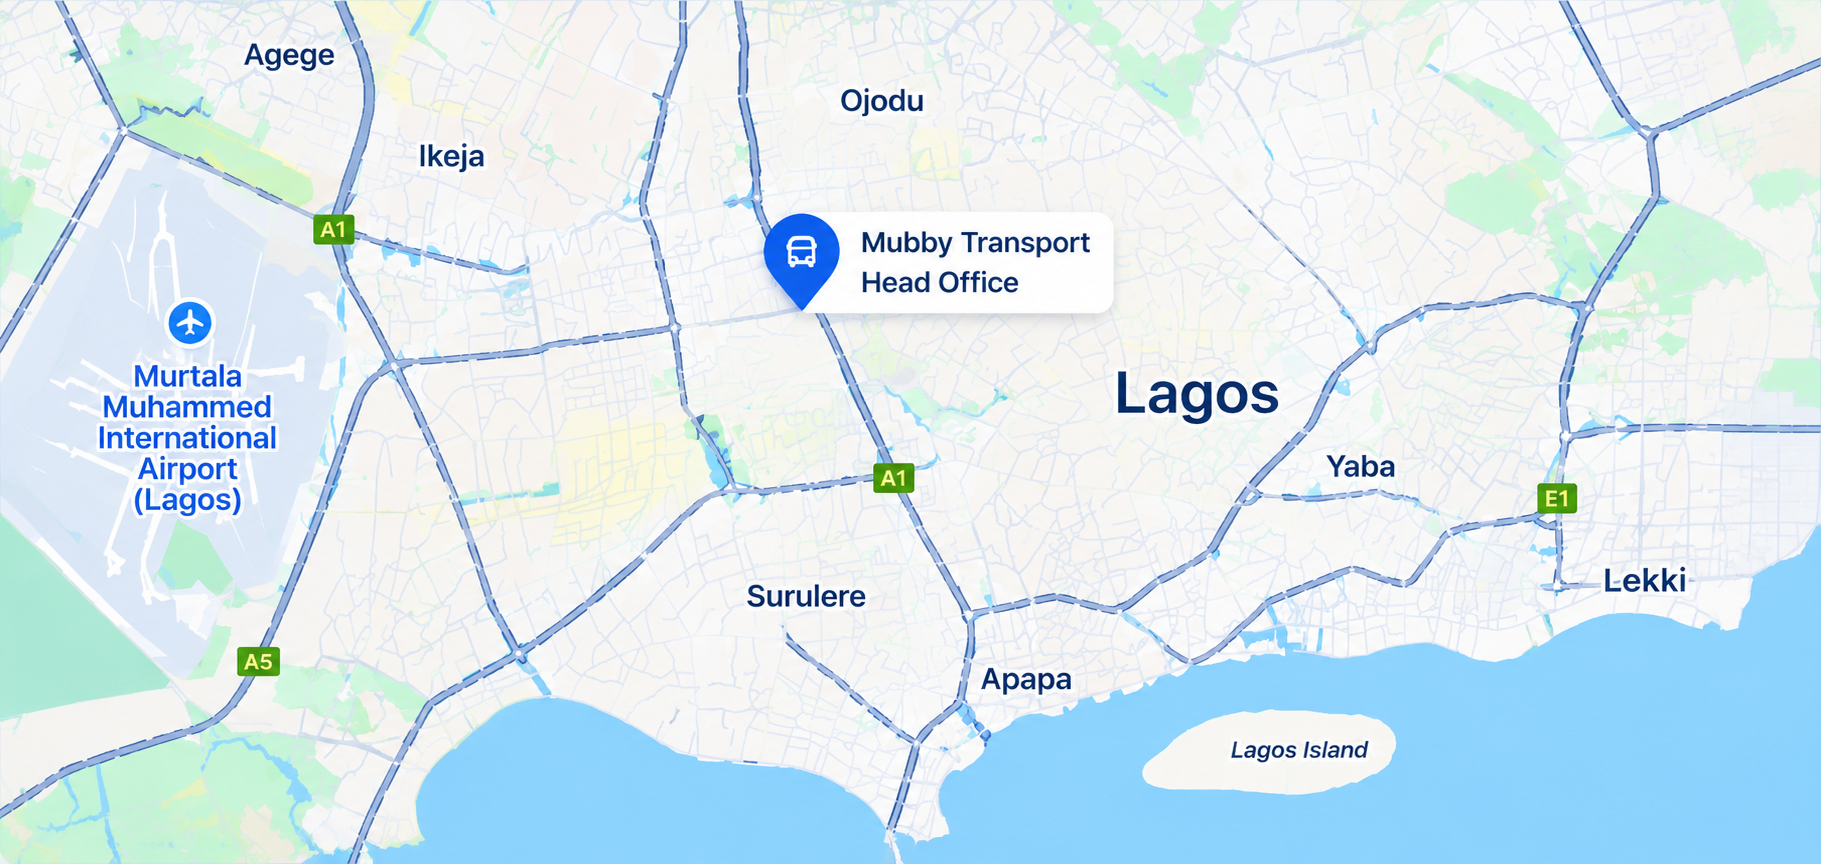 Agege
Ojodu
Ikeja
A1
Mubby Transport
Head Office
Murtala
Muhammed
International
Airport
(Lagos)
Lagos
Yaba
A1
E1
Lekki
Surulere
A5
Apapa
Lagos Island